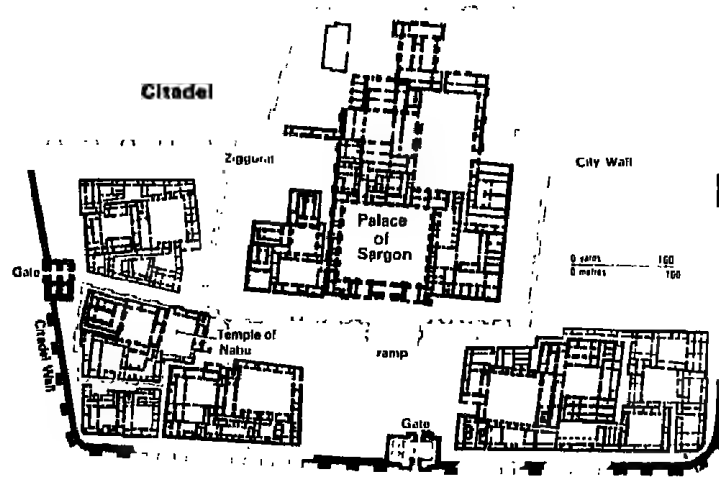 Citadel
Ziggurat
City Wall
Palace
of
Sargon
0 yards 160
0 metres 160
Gate
Temple of
Nabu
ramp
Citadel Wall
Gate